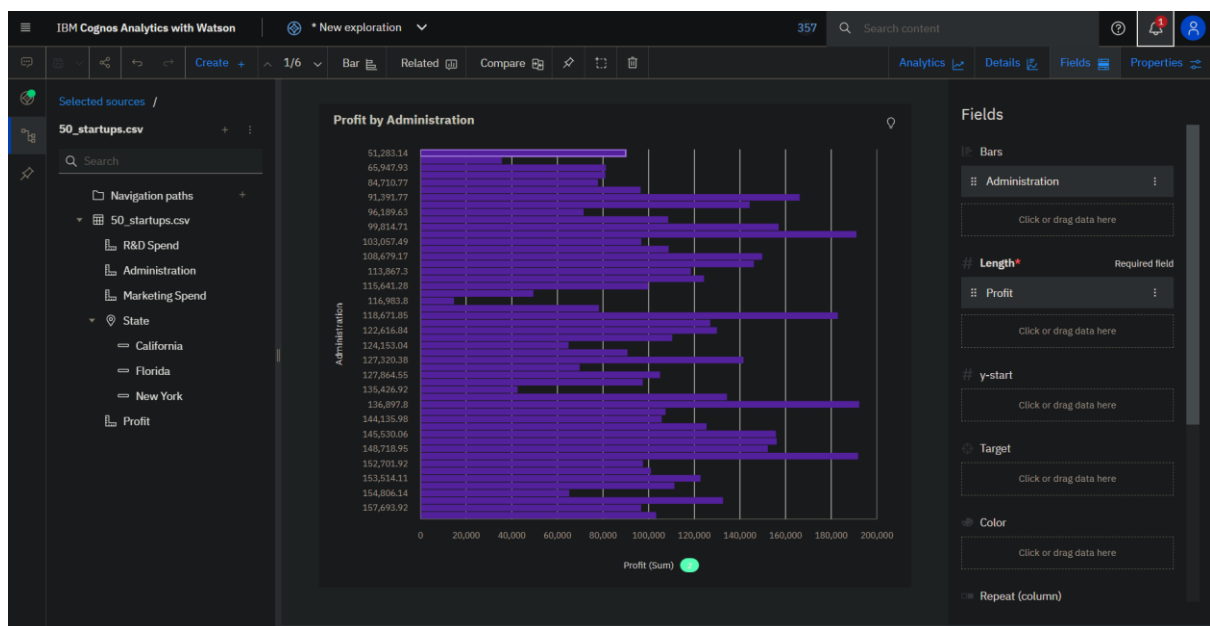 IBM Cognos Analytics with Watson
* New exploration
357
Search content
1
Create +
1/6
Bar
Related
Compare
Analytics
Details
Fields
Properties
Selected sources /
50_startups.csv
Search
Navigation paths
50_startups.csv
R&D Spend
Administration
Marketing Spend
State
California
Florida
New York
Profit
Profit by Administration
Administration
51,283.14
65,947.93
84,710.77
91,391.77
96,189.63
99,814.71
103,057.49
108,679.17
113,867.3
115,641.28
116,983.8
118,671.85
122,616.84
124,153.04
127,320.38
127,864.55
135,426.92
136,897.8
144,135.98
145,530.06
148,718.95
152,701.92
153,514.11
154,806.14
157,693.92
0 20,000 40,000 60,000 80,000 100,000 120,000 140,000 160,000 180,000 200,000
Profit (Sum)
Fields
Bars
Administration
Click or drag data here
# Length* Required field
Profit
Click or drag data here
# y-start
Click or drag data here
Target
Click or drag data here
Color
Click or drag data here
Repeat (column)